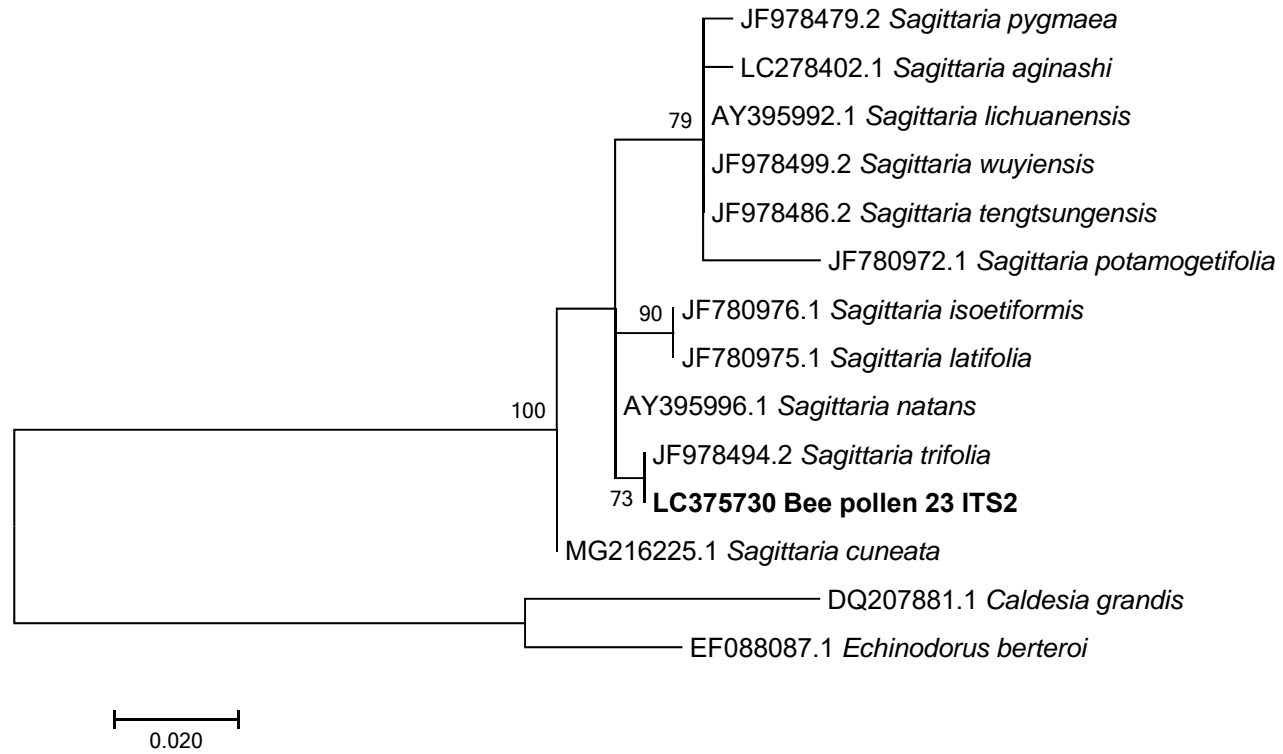 JF978479.2 Sagittaria pygmaea
LC278402.1 Sagittaria aginashi
79
AY395992.1 Sagittaria lichuanensis
JF978499.2 Sagittaria wuyiensis
JF978486.2 Sagittaria tengtsungensis
JF780972.1 Sagittaria potamogetifolia
90
JF780976.1 Sagittaria isoetiformis
JF780975.1 Sagittaria latifolia
100
AY395996.1 Sagittaria natans
JF978494.2 Sagittaria trifolia
73
LC375730 Bee pollen 23 ITS2
MG216225.1 Sagittaria cuneata
DQ207881.1 Caldesia grandis
EF088087.1 Echinodorus berteroi
0.020